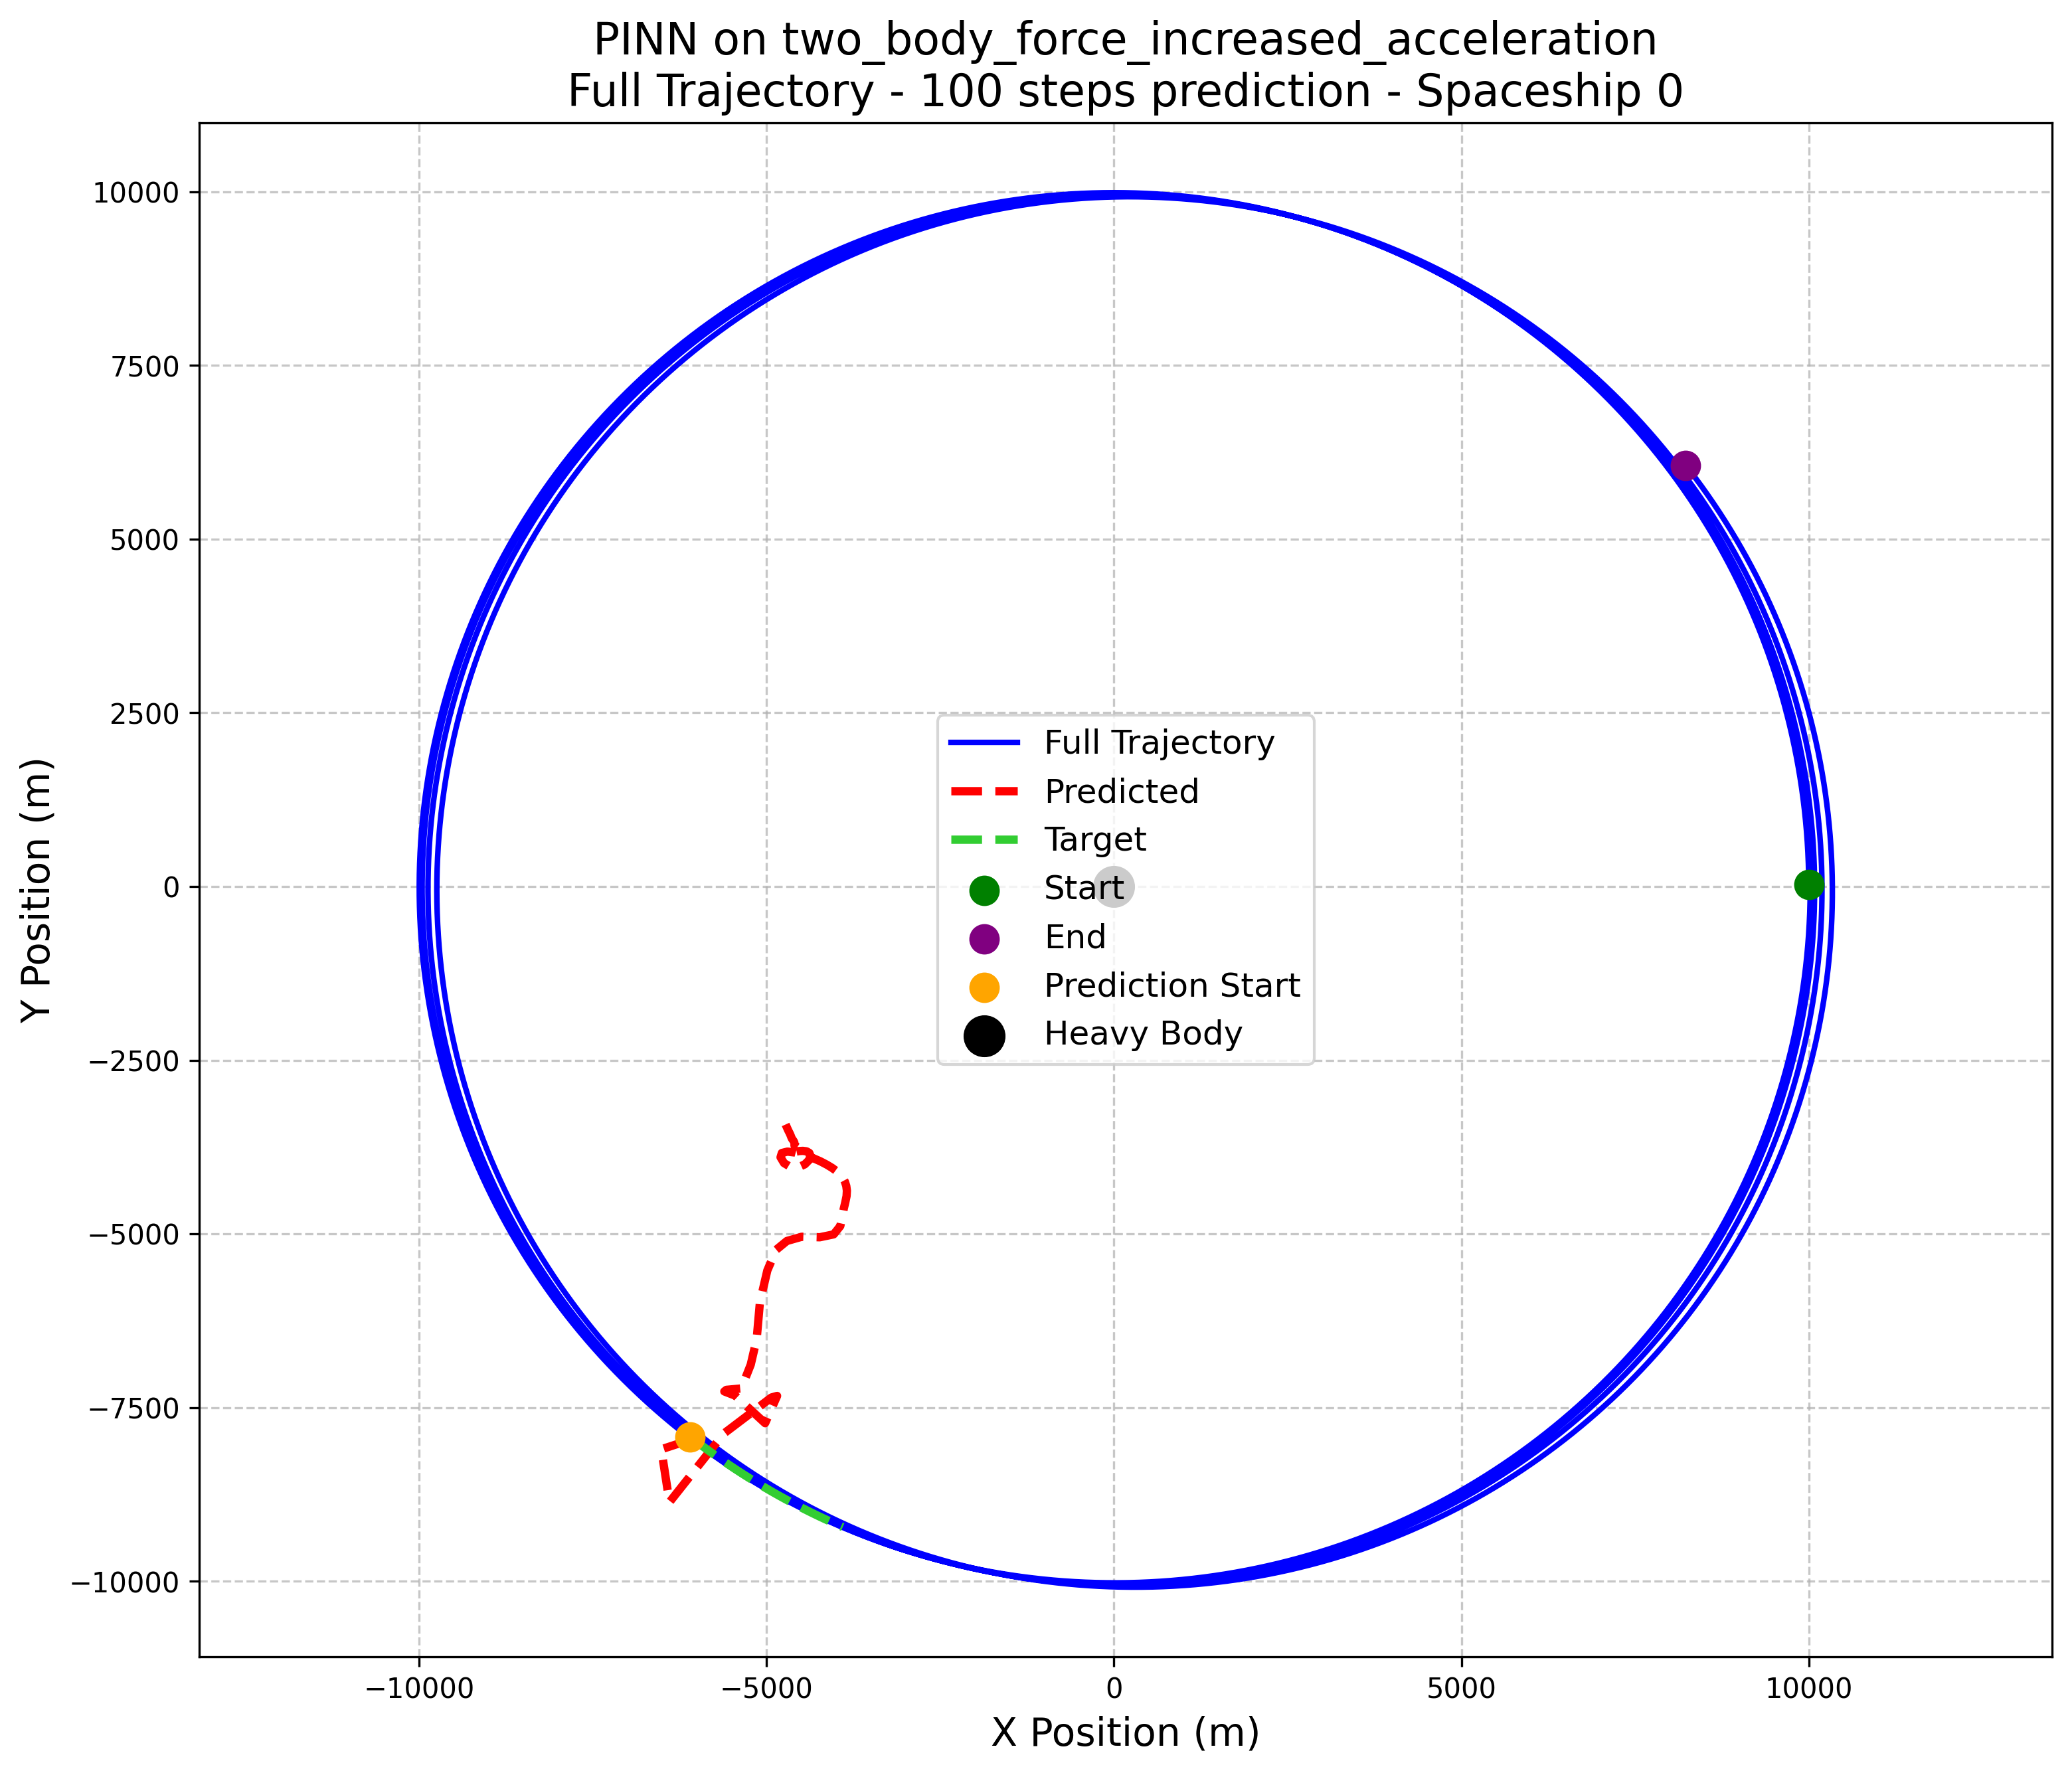 PINN on two_body_force_increased_acceleration
Full Trajectory - 100 steps prediction - Spaceship 0
Y Position (m)
10000
7500
5000
2500
0
−2500
−5000
−7500
−10000
Full Trajectory
Predicted
Target
Start
End
Prediction Start
Heavy Body
−10000
−5000
0
5000
10000
X Position (m)